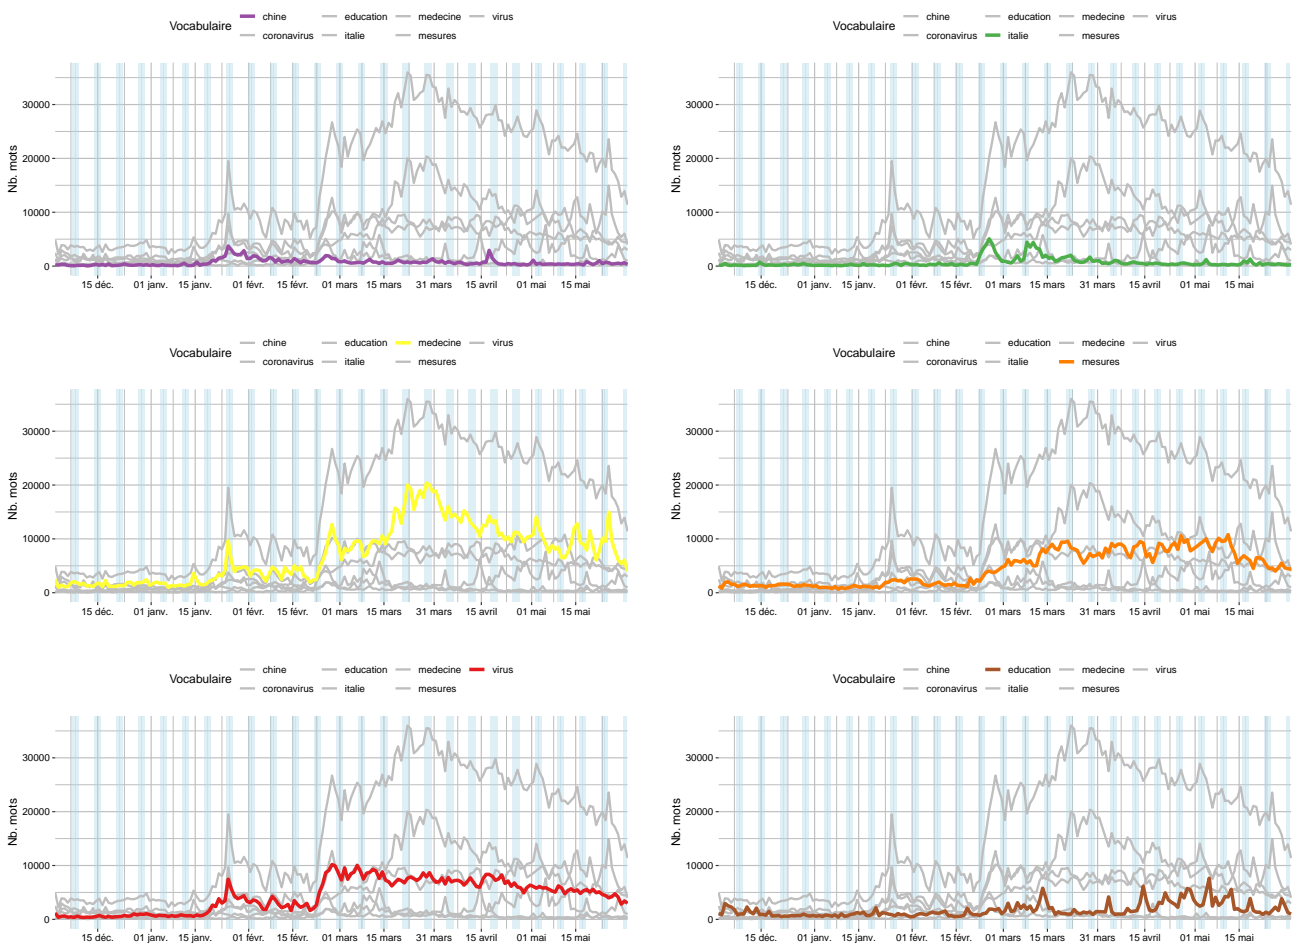 Vocabulaire chine education medecine virus
coronavirus italie mesures
Nb. mots
30000
20000
10000
0
15 déc. 01 janv. 15 janv. 01 févr. 15 févr. 01 mars 15 mars 31 mars 15 avril 01 mai 15 mai
Vocabulaire chine education medecine virus
coronavirus italie mesures
Nb. mots
30000
20000
10000
0
15 déc. 01 janv. 15 janv. 01 févr. 15 févr. 01 mars 15 mars 31 mars 15 avril 01 mai 15 mai
Vocabulaire chine education medecine virus
coronavirus italie mesures
Nb. mots
30000
20000
10000
0
15 déc. 01 janv. 15 janv. 01 févr. 15 févr. 01 mars 15 mars 31 mars 15 avril 01 mai 15 mai
Vocabulaire chine education medecine virus
coronavirus italie mesures
Nb. mots
30000
20000
10000
0
15 déc. 01 janv. 15 janv. 01 févr. 15 févr. 01 mars 15 mars 31 mars 15 avril 01 mai 15 mai
Vocabulaire chine education medecine virus
coronavirus italie mesures
Nb. mots
30000
20000
10000
0
15 déc. 01 janv. 15 janv. 01 févr. 15 févr. 01 mars 15 mars 31 mars 15 avril 01 mai 15 mai
Vocabulaire chine education medecine virus
coronavirus italie mesures
Nb. mots
30000
20000
10000
0
15 déc. 01 janv. 15 janv. 01 févr. 15 févr. 01 mars 15 mars 31 mars 15 avril 01 mai 15 mai